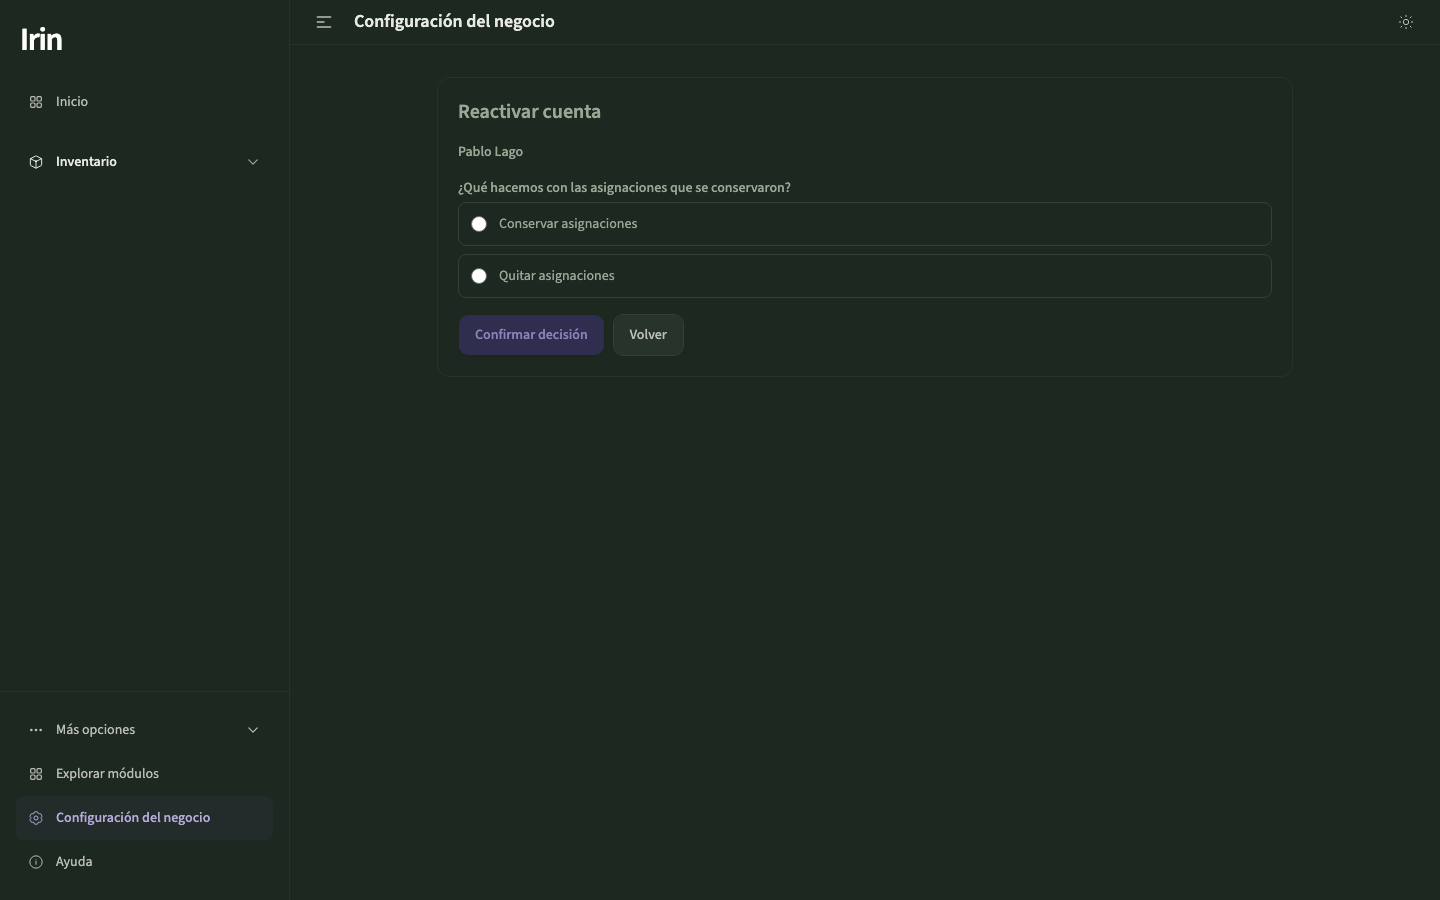 Irin
Configuración del negocio
Inicio
Inventario
Reactivar cuenta
Pablo Lago
¿Qué hacemos con las asignaciones que se conservaron?
Conservar asignaciones
Quitar asignaciones
Confirmar decisión
Volver
Más opciones
Explorar módulos
Configuración del negocio
Ayuda